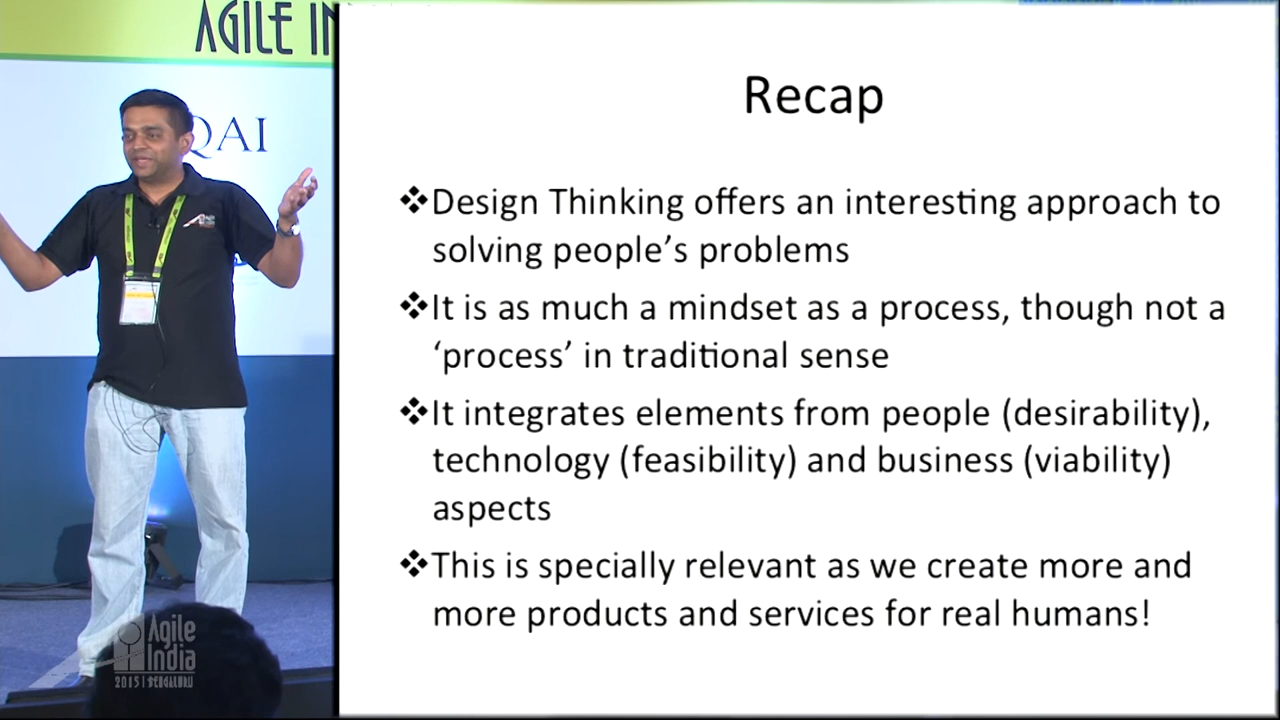 AGILE IN
QAI
Recap
❖Design Thinking offers an interesting approach to
solving people’s problems
❖It is as much a mindset as a process, though not a
‘process’ in traditional sense
❖It integrates elements from people (desirability),
technology (feasibility) and business (viability)
aspects
❖This is specially relevant as we create more and
more products and services for real humans!
Agile
India
2015 | BENGALURU